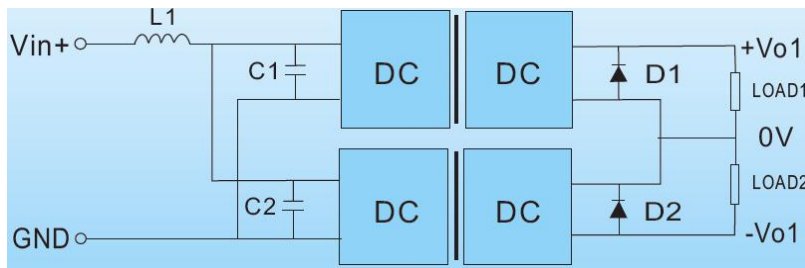 L1
Vin+
C1
DC
DC
D1
+Vo1
LOAD1
0V
C2
DC
DC
D2
LOAD2
GND
-Vo1